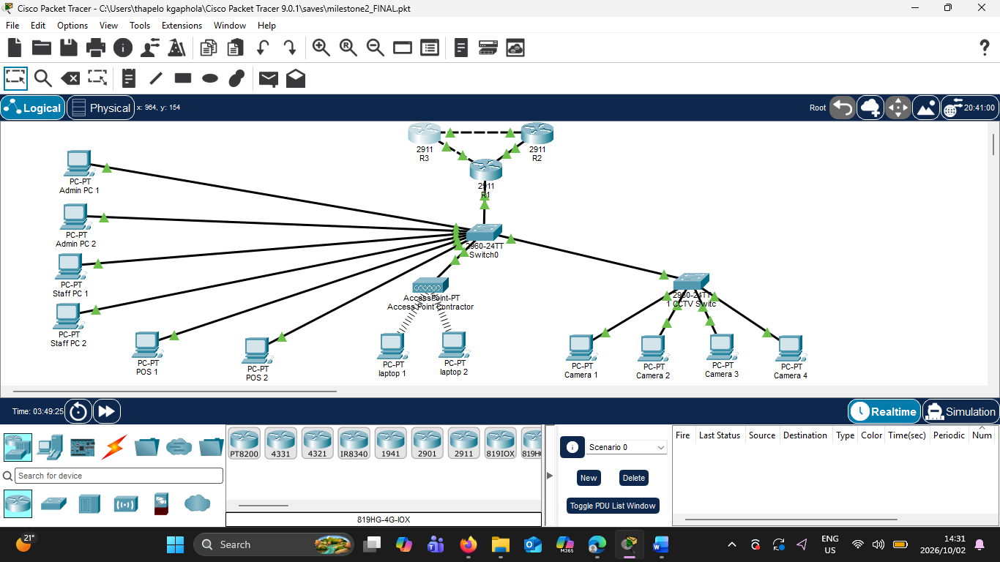 Cisco Packet Tracer - C:\Users\thapelo kgaphola\Cisco Packet Tracer 9.0.1\saves\milestone2_FINAL.pkt
File Edit Options View Tools Extensions Window Help
Logical Physical x: 964, y: 154 Root 20:41:00
2911
R3
2911
R2
2911
R1
PC-PT
Admin PC 1
PC-PT
Admin PC 2
PC-PT
Staff PC 1
PC-PT
Staff PC 2
PC-PT
POS 1
PC-PT
POS 2
2960-24TT
Switch0
AccessPoint-PT
Access Point Contractor
PC-PT
laptop 1
PC-PT
laptop 2
2960-24TT
1 CCTV Switc
PC-PT
Camera 1
PC-PT
Camera 2
PC-PT
Camera 3
PC-PT
Camera 4
Time: 03:49:25 Realtime Simulation
PT8200 4331 4321 IR8340 1941 2901 2911 819IOX 819H
Search for device
819HG-4G-IOX
Scenario 0
New Delete
Toggle PDU List Window
Fire Last Status Source Destination Type Color Time(sec) Periodic Num
21°
Search
M365
ENG
US
14:31
2026/10/02